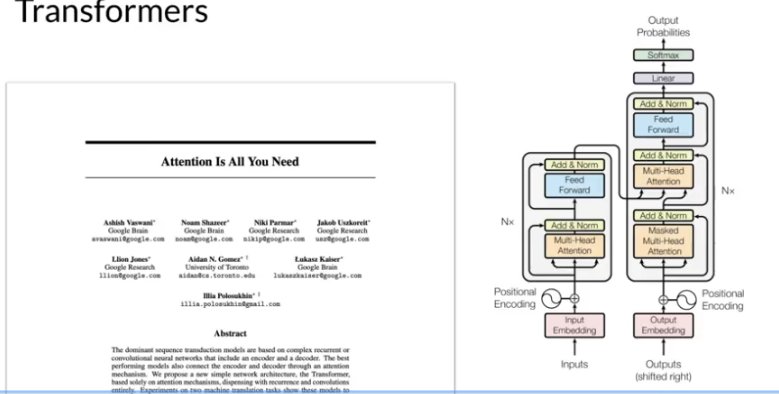 Transformers
Attention Is All You Need
Ashish Vaswani* Noam Shazeer* Niki Parmar* Jakob Uszkoreit*
Google Brain Google Brain Google Research Google Research
avaswani@google.com noam@google.com nikip@google.com usz@google.com
Llion Jones* Aidan N. Gomez* † Łukasz Kaiser*
Google Research University of Toronto Google Brain
llion@google.com aidan@cs.toronto.edu lukaszkaiser@google.com
Illia Polosukhin* ‡
illia.polosukhin@gmail.com
Abstract
The dominant sequence transduction models are based on complex recurrent or
convolutional neural networks that include an encoder and a decoder. The best
performing models also connect the encoder and decoder through an attention
mechanism. We propose a new simple network architecture, the Transformer,
based solely on attention mechanisms, dispensing with recurrence and convolutions
entirely. Experiments on two machine translation tasks show these models to
Output
Probabilities
Softmax
Linear
Add & Norm
Feed
Forward
Add & Norm
Multi-Head
Attention
Add & Norm
Masked
Multi-Head
Attention
N×
Add & Norm
Feed
Forward
Add & Norm
Multi-Head
Attention
N×
Positional
Encoding
Positional
Encoding
Input
Embedding
Output
Embedding
Inputs
Outputs
(shifted right)